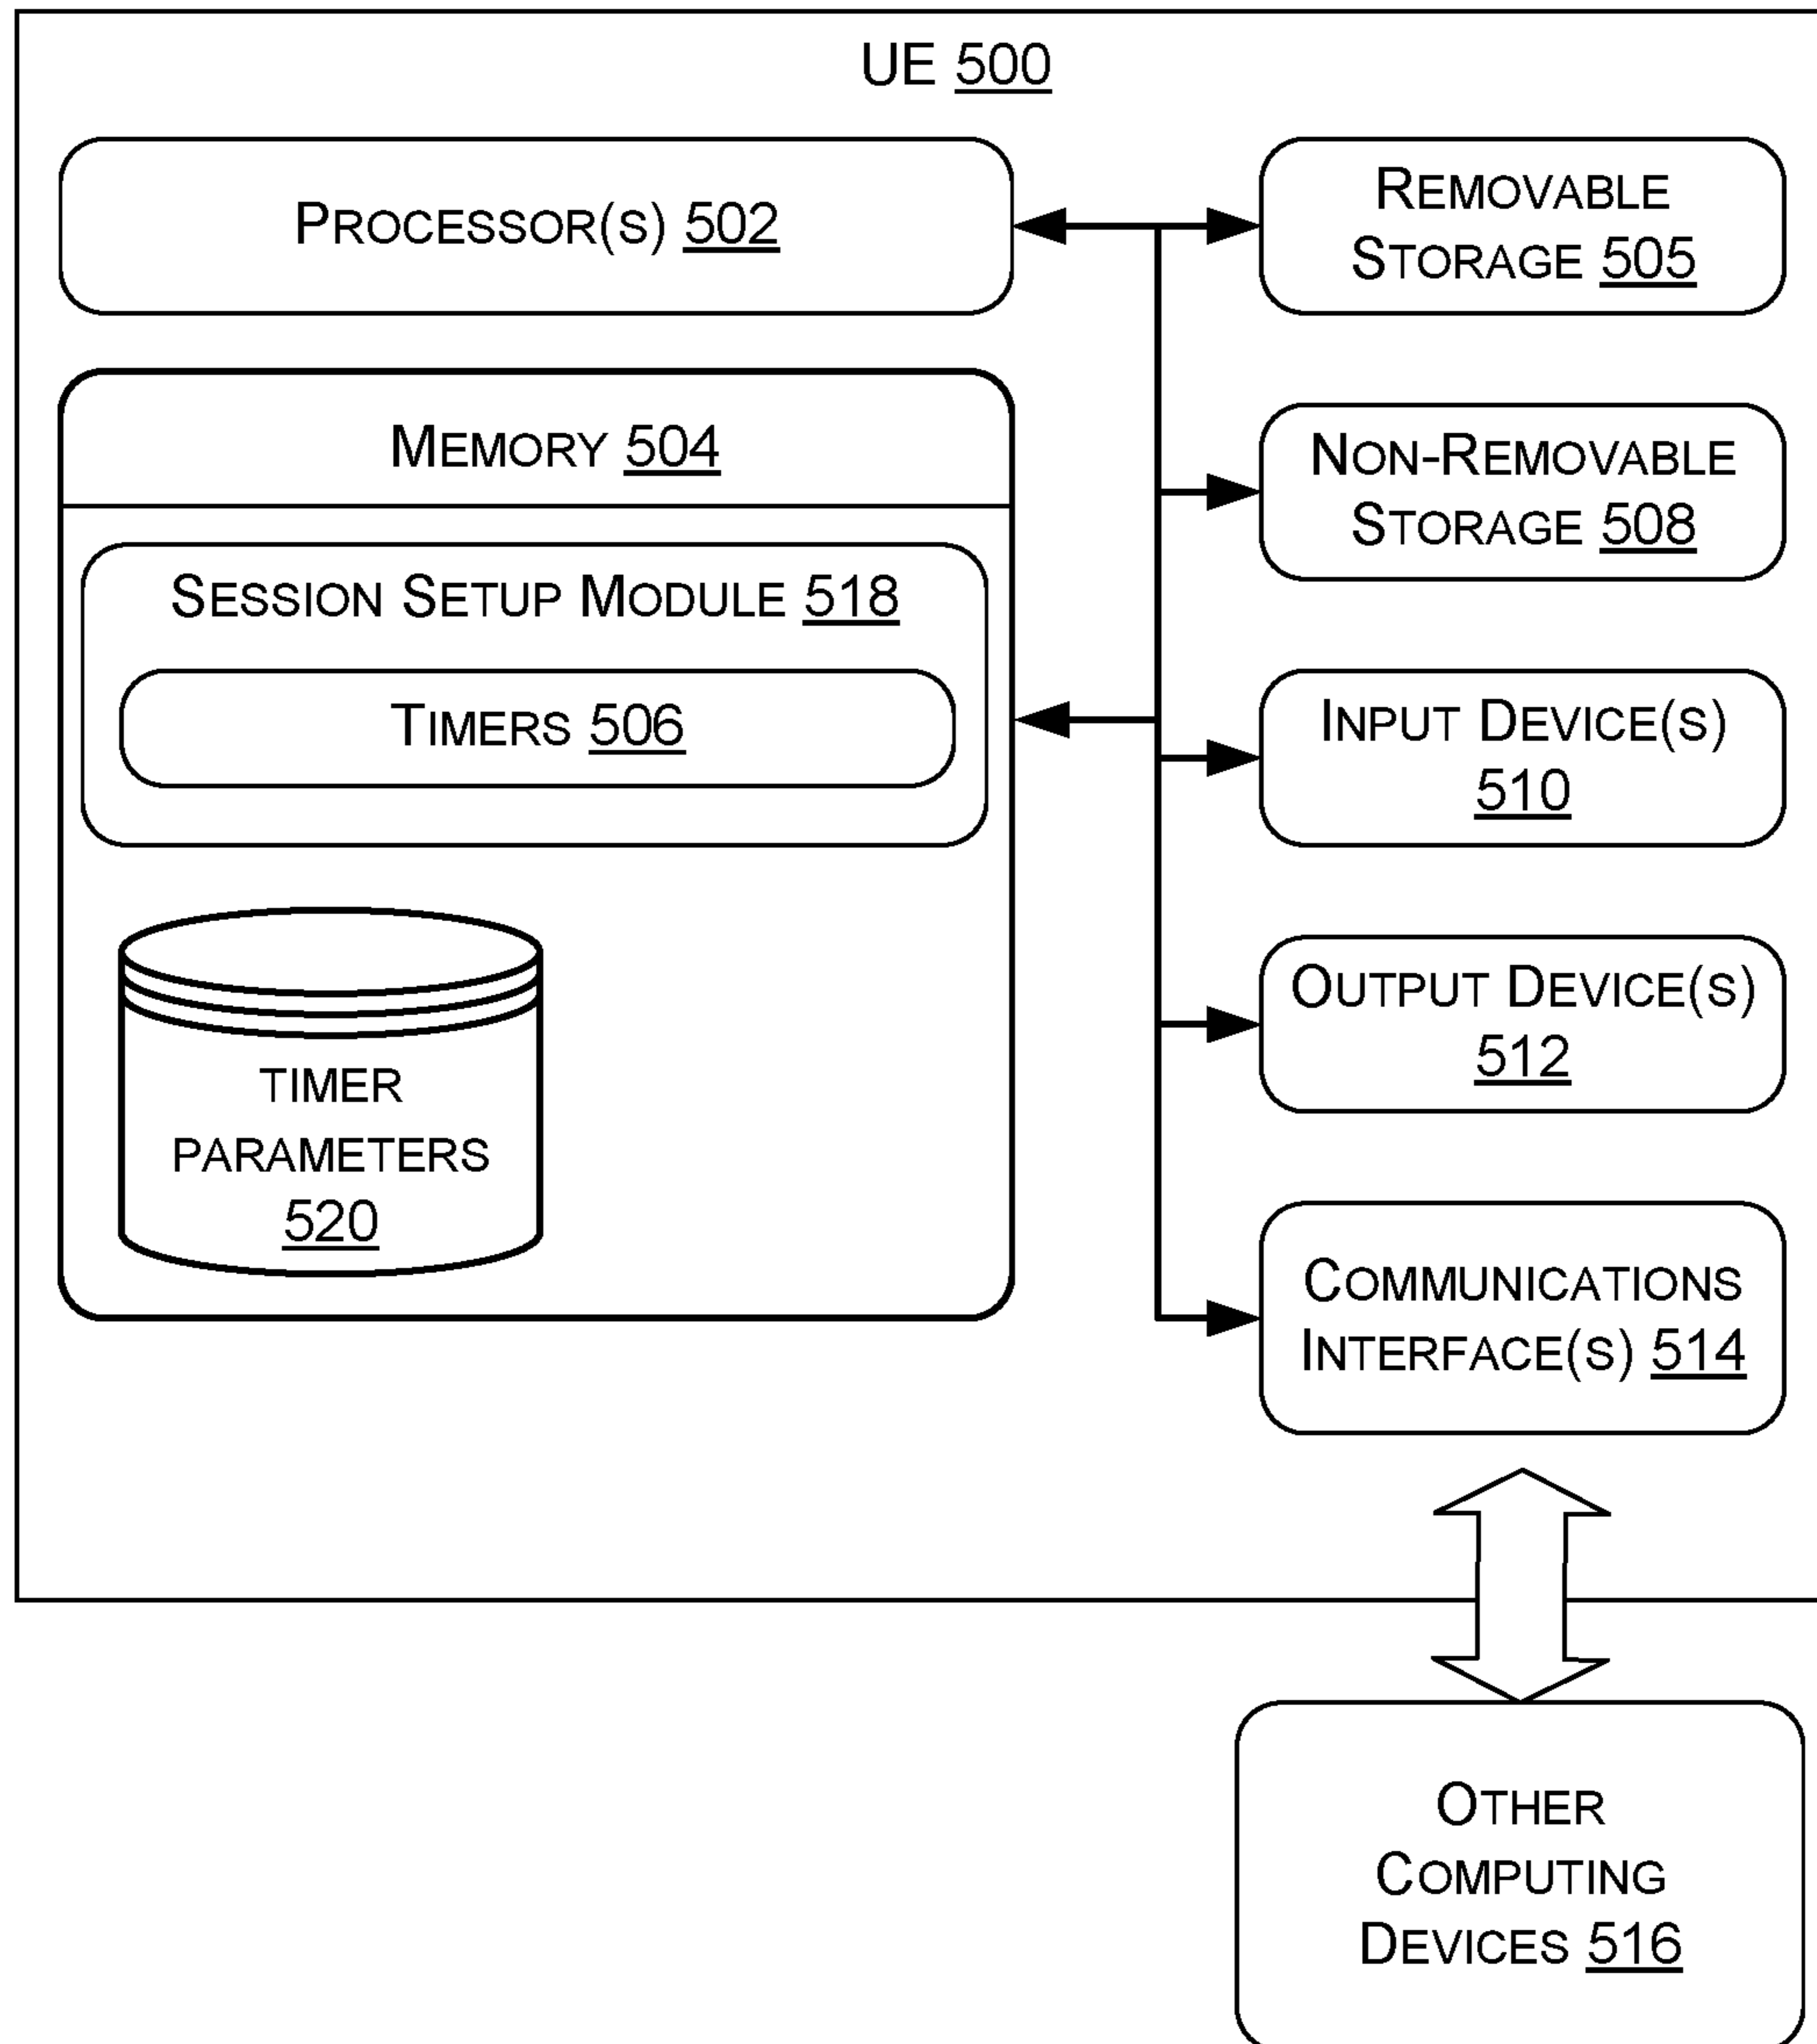 UE 500
PROCESSOR(S) 502
MEMORY 504
SESSION SETUP MODULE 518
TIMERS 506
TIMER
PARAMETERS
520
REMOVABLE
STORAGE 505
NON-REMOVABLE
STORAGE 508
INPUT DEVICE(S)
510
OUTPUT DEVICE(S)
512
COMMUNICATIONS
INTERFACE(S) 514
OTHER
COMPUTING
DEVICES 516